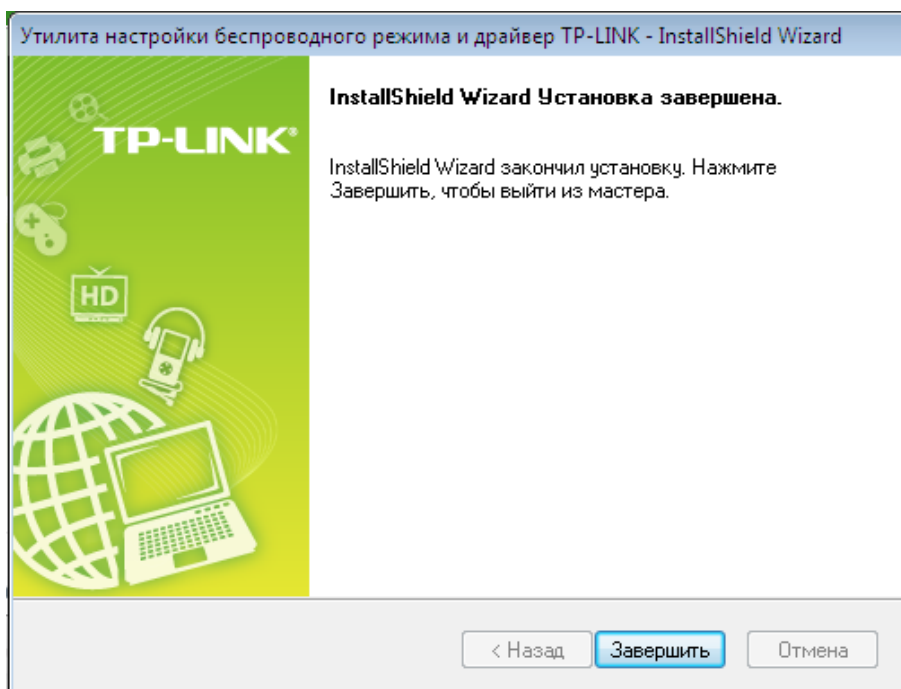 Утилита настройки беспроводного режима и драйвер TP-LINK - InstallShield Wizard
TP-LINK®
HD
InstallShield Wizard Установка завершена.
InstallShield Wizard закончил установку. Нажмите
Завершить, чтобы выйти из мастера.
< Назад
Завершить
Отмена